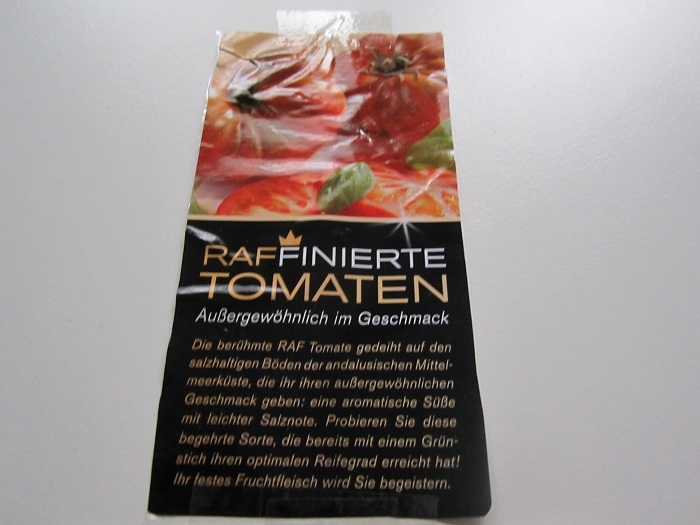 RAFFINIERTE
TOMATEN
Außergewöhnlich im Geschmack
Die berühmte RAF Tomate gedeiht auf den
salzhaltigen Böden der andalusischen Mittel-
meerküste, die ihr ihren außergewöhnlichen
Geschmack geben: eine aromatische Süße
mit leichter Salznote. Probieren Sie diese
begehrte Sorte, die bereits mit einem Grün-
stich ihren optimalen Reifegrad erreicht hat!
Ihr festes Fruchtfleisch wird Sie begeistern.